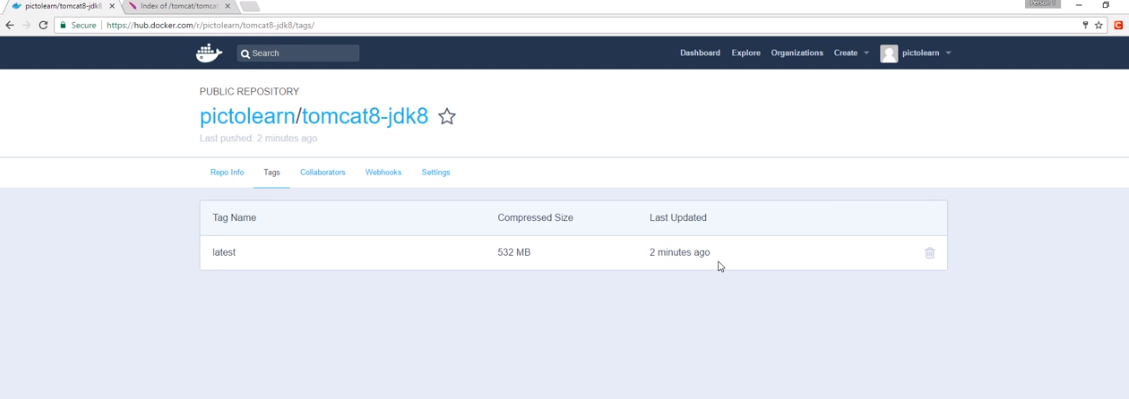 pictolearn/tomcat8-jdk8
Index of /tomcat/tomcat
Secure https://hub.docker.com/r/pictolearn/tomcat8-jdk8/tags/
Search Dashboard Explore Organizations Create pictolearn
PUBLIC REPOSITORY
pictolearn/tomcat8-jdk8
Last pushed: 2 minutes ago
Repo Info Tags Collaborators Webhooks Settings
Tag Name Compressed Size Last Updated
latest 532 MB 2 minutes ago